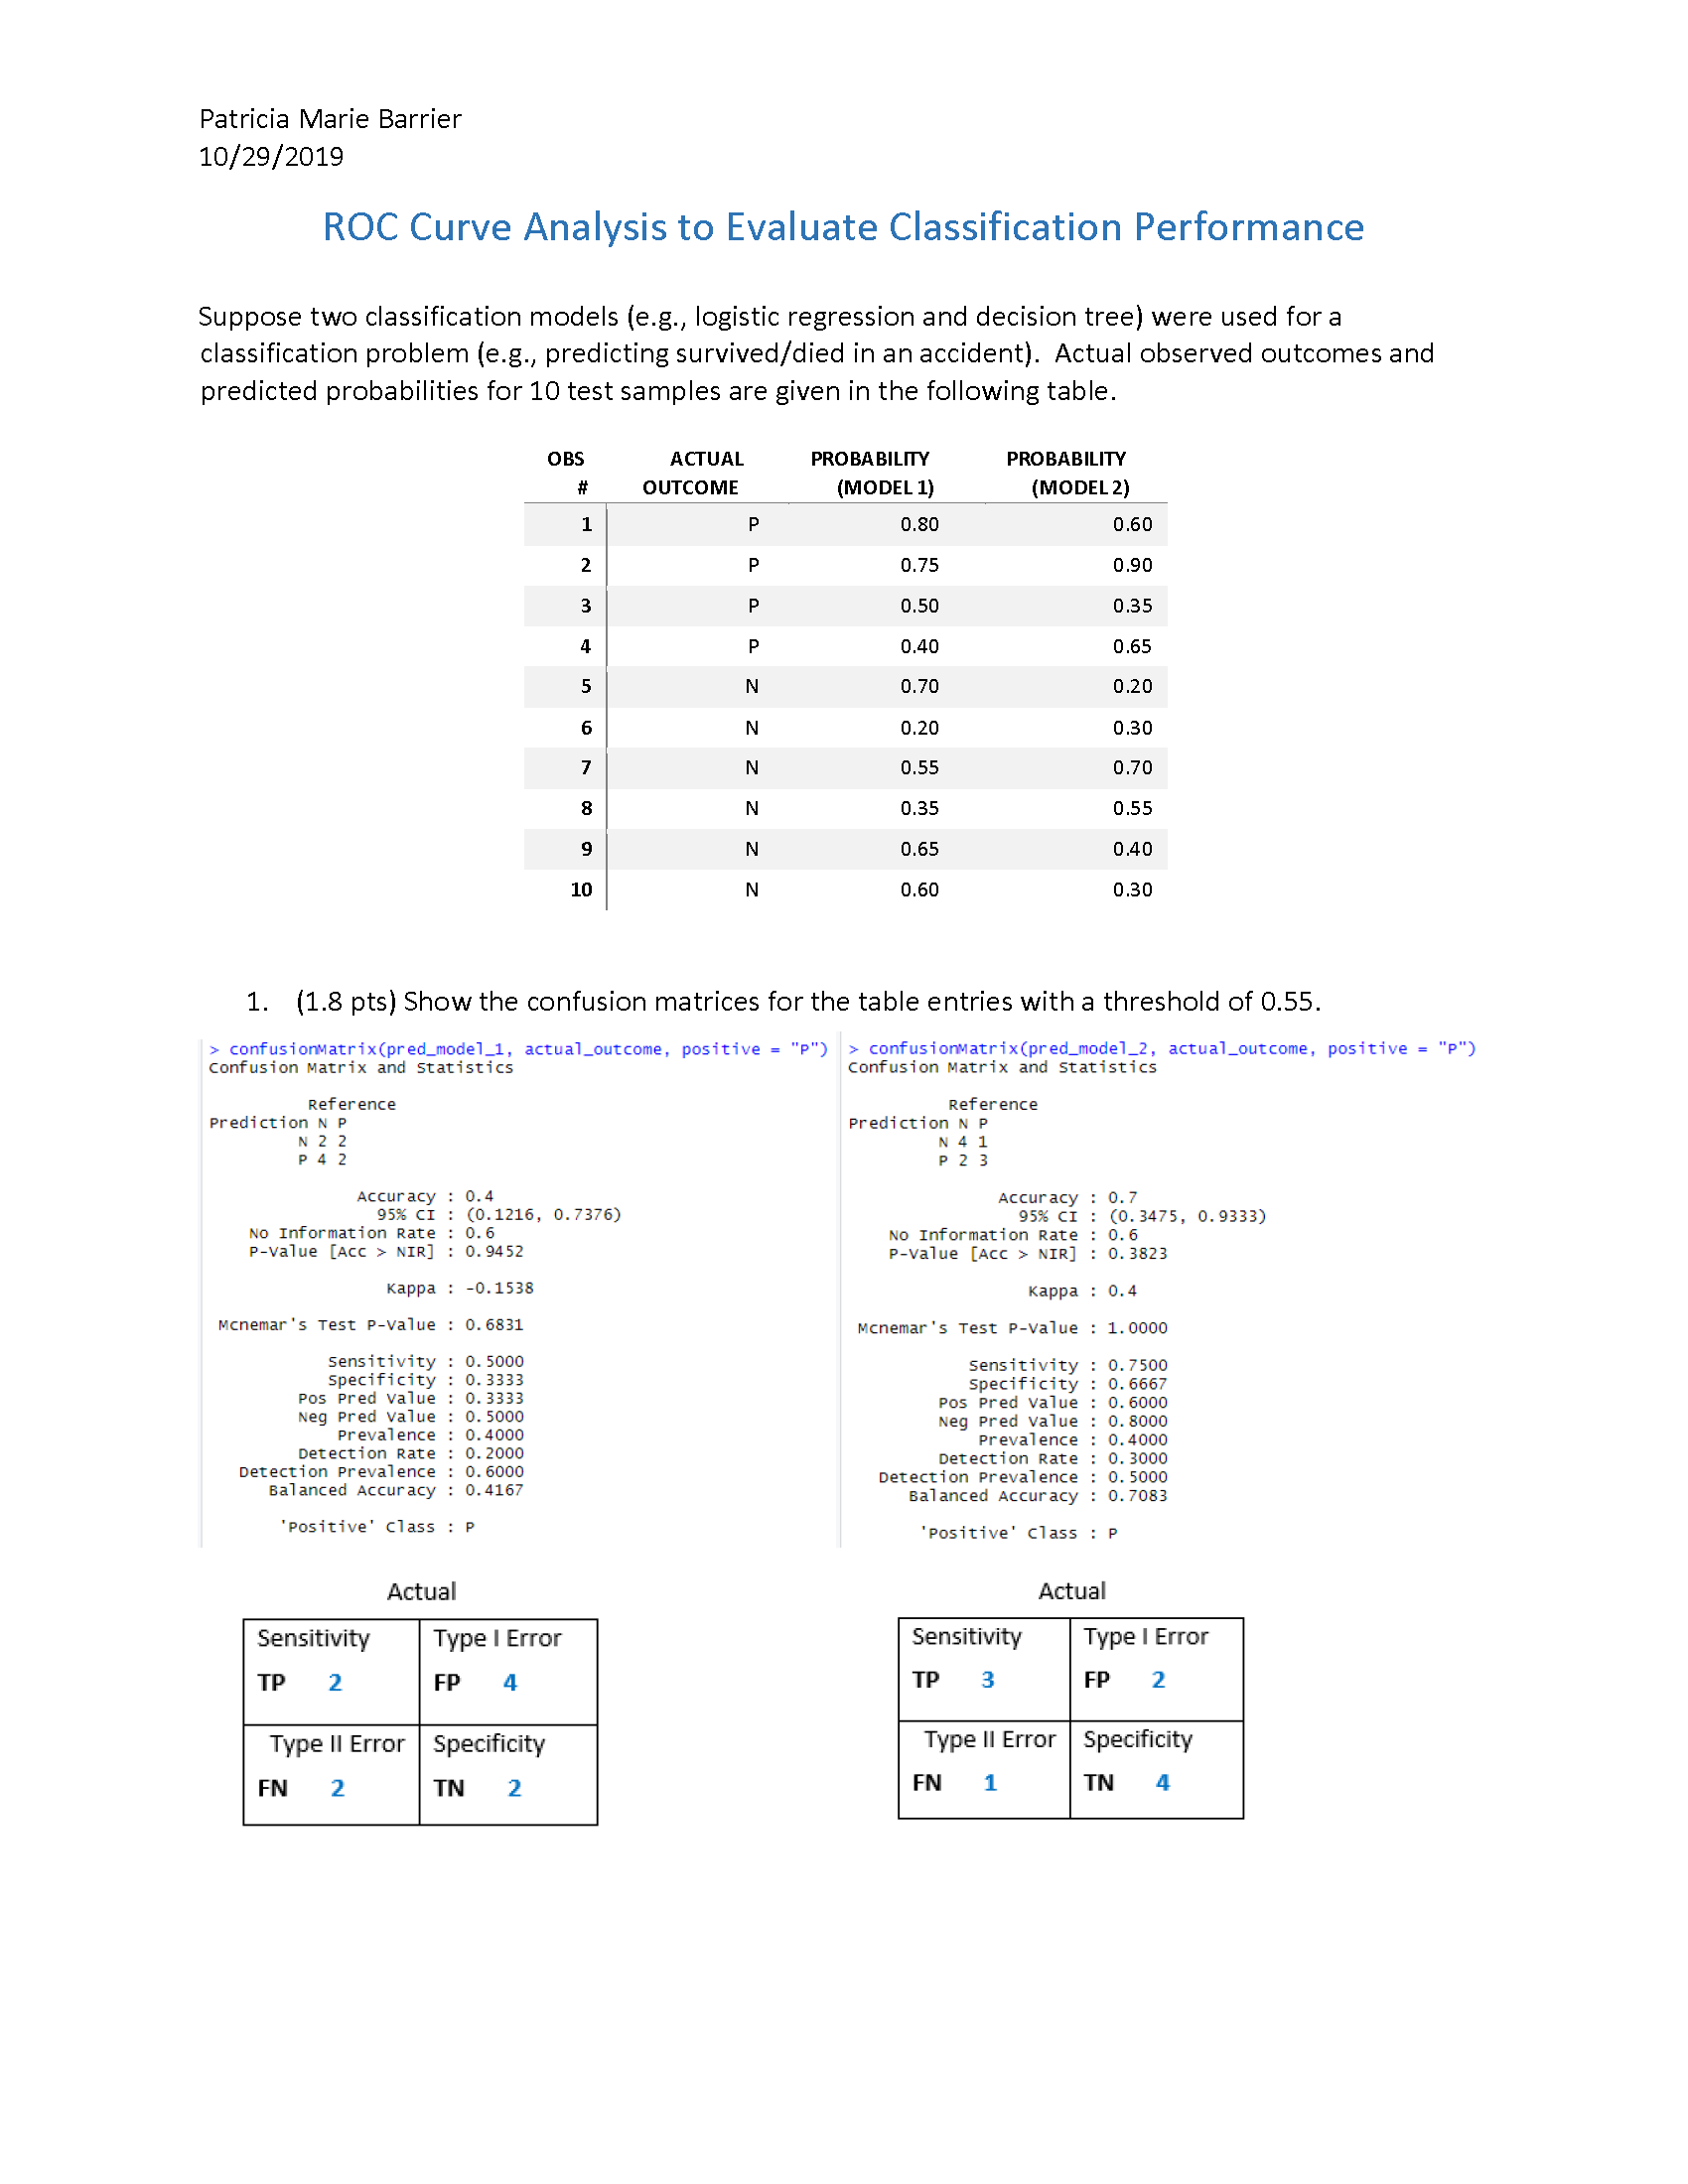 Patricia Marie Barrier
10/29/2019
ROC Curve Analysis to Evaluate Classification Performance
Suppose two classification models (e.g., logistic regression and decision tree) were used for a
classification problem (e.g., predicting survived/died in an accident).  Actual observed outcomes and
predicted probabilities for 10 test samples are given in the following table.
OBS # ACTUAL OUTCOME PROBABILITY (MODEL 1) PROBABILITY (MODEL 2)
1 P 0.80 0.60
2 P 0.75 0.90
3 P 0.50 0.35
4 P 0.40 0.65
5 N 0.70 0.20
6 N 0.20 0.30
7 N 0.55 0.70
8 N 0.35 0.55
9 N 0.65 0.40
10 N 0.60 0.30
1. (1.8 pts) Show the confusion matrices for the table entries with a threshold of 0.55.
> confusionMatrix(pred_model_1, actual_outcome, positive = "P")
Confusion Matrix and Statistics
Reference
Prediction N P
N 2 2
P 4 2
Accuracy : 0.4
95% CI : (0.1216, 0.7376)
No Information Rate : 0.6
P-Value [Acc > NIR] : 0.9452
Kappa : -0.1538
Mcnemar's Test P-Value : 0.6831
Sensitivity : 0.5000
Specificity : 0.3333
Pos Pred Value : 0.3333
Neg Pred Value : 0.5000
Prevalence : 0.4000
Detection Rate : 0.2000
Detection Prevalence : 0.6000
Balanced Accuracy : 0.4167
'Positive' Class : P
> confusionMatrix(pred_model_2, actual_outcome, positive = "P")
Confusion Matrix and Statistics
Reference
Prediction N P
N 4 1
P 2 3
Accuracy : 0.7
95% CI : (0.3475, 0.9333)
No Information Rate : 0.6
P-Value [Acc > NIR] : 0.3823
Kappa : 0.4
Mcnemar's Test P-Value : 1.0000
Sensitivity : 0.7500
Specificity : 0.6667
Pos Pred Value : 0.6000
Neg Pred Value : 0.8000
Prevalence : 0.4000
Detection Rate : 0.3000
Detection Prevalence : 0.5000
Balanced Accuracy : 0.7083
'Positive' Class : P
Actual
Sensitivity Type I Error
TP 2 FP 4
Type II Error Specificity
FN 2 TN 2
Actual
Sensitivity Type I Error
TP 3 FP 2
Type II Error Specificity
FN 1 TN 4